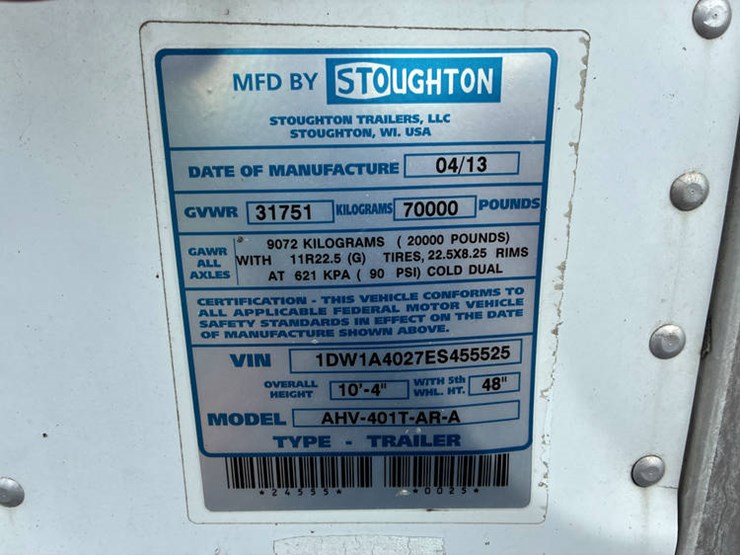 MFD BY STOUGHTON
STOUGHTON TRAILERS, LLC
STOUGHTON, WI. USA
DATE OF MANUFACTURE 04/13
GVWR 31751 KILOGRAMS 70000 POUNDS
GAWR ALL AXLES
9072 KILOGRAMS ( 20000 POUNDS)
WITH 11R22.5 (G) TIRES, 22.5X8.25 RIMS
AT 621 KPA ( 90 PSI) COLD DUAL
CERTIFICATION - THIS VEHICLE CONFORMS TO
ALL APPLICABLE FEDERAL MOTOR VEHICLE
SAFETY STANDARDS IN EFFECT ON THE DATE
OF MANUFACTURE SHOWN ABOVE.
VIN 1DW1A4027ES455525
OVERALL HEIGHT 10'-4" WITH 5th WHL. HT. 48"
MODEL AHV-401T-AR-A
TYPE - TRAILER
*24555* *0025*